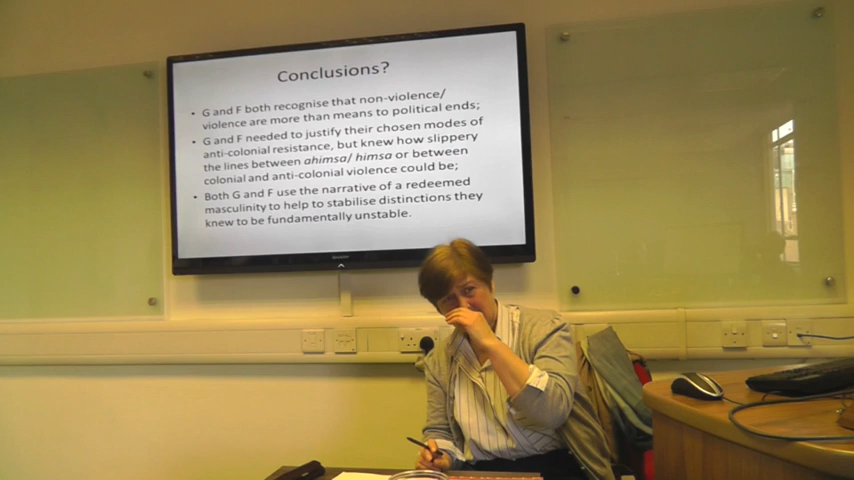 Conclusions?
• G and F both recognise that non-violence/
violence are more than means to political ends;
• G and F needed to justify their chosen modes of
anti-colonial resistance, but knew how slippery
the lines between ahimsa/ himsa or between
colonial and anti-colonial violence could be;
• Both G and F use the narrative of a redeemed
masculinity to help to stabilise distinctions they
knew to be fundamentally unstable.